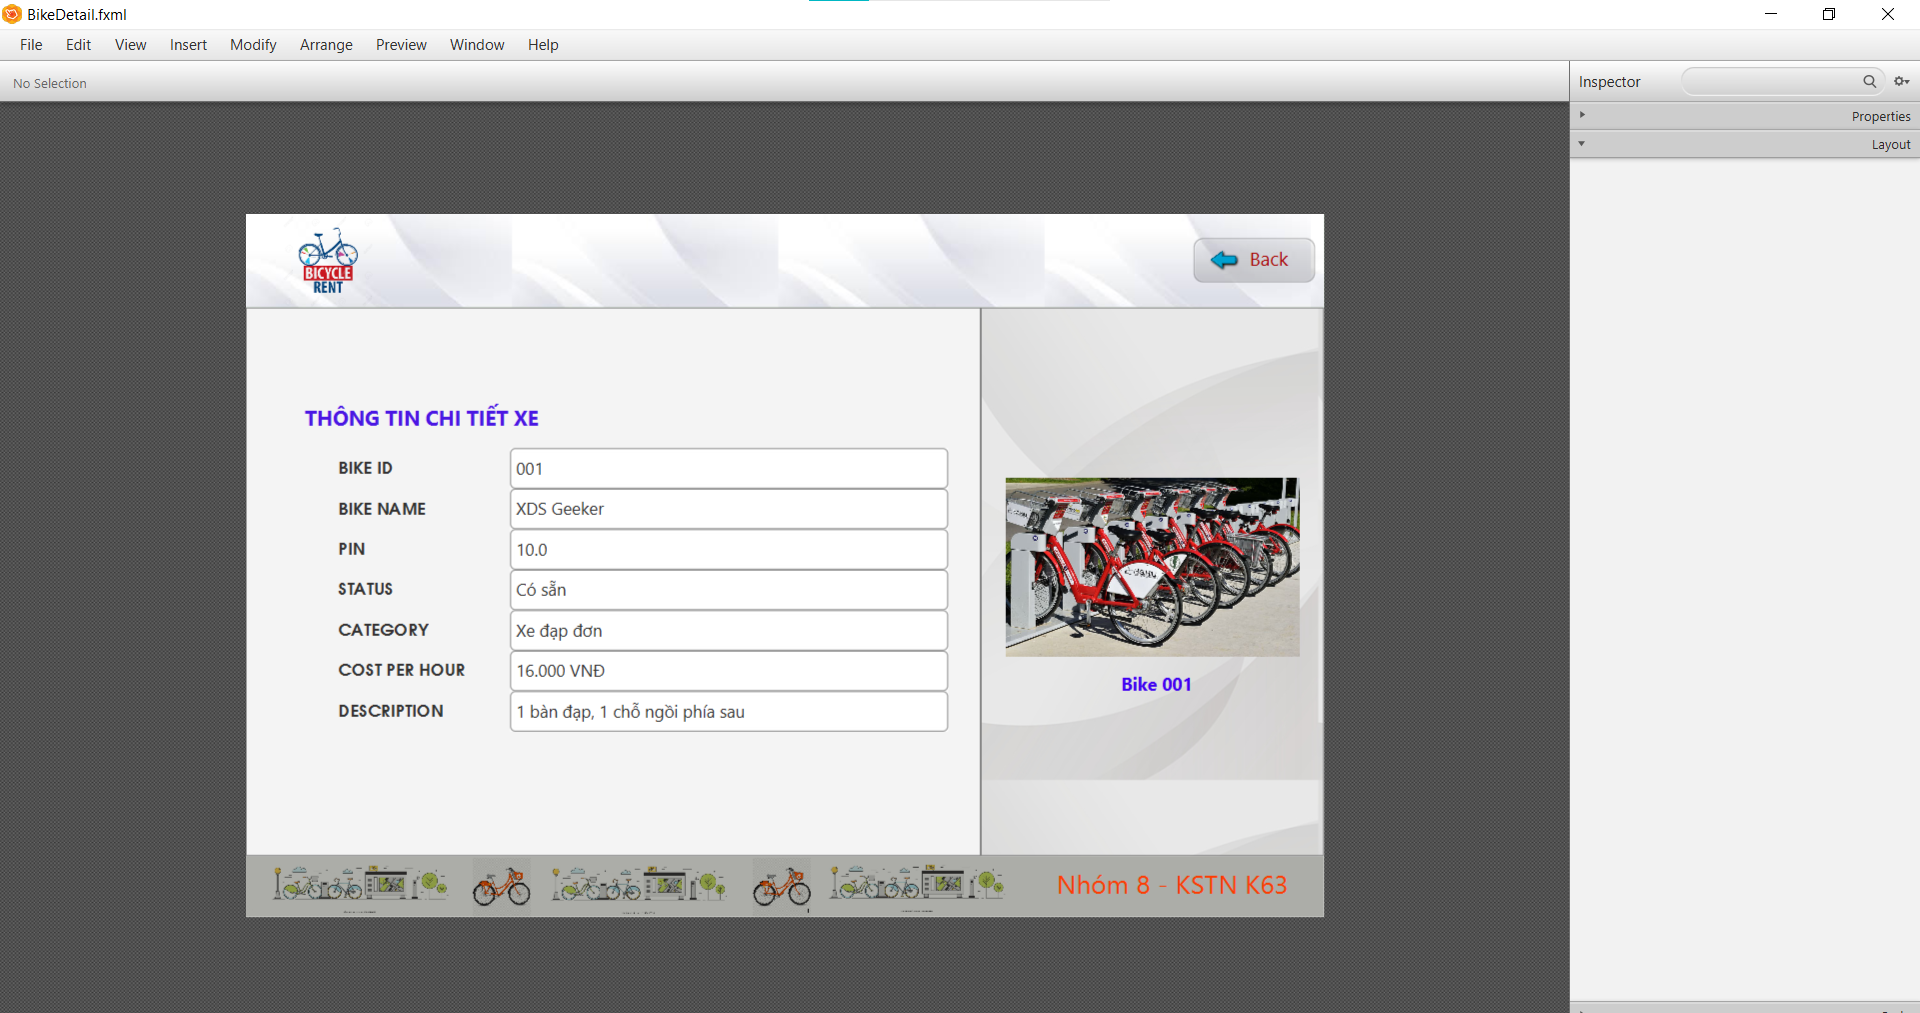 BikeDetail.fxml
File Edit View Insert Modify Arrange Preview Window Help
No Selection
Inspector
Properties
Layout
BICYCLE
RENT
Back
THÔNG TIN CHI TIẾT XE
BIKE ID 001
BIKE NAME XDS Geeker
PIN 10.0
STATUS Có sẵn
CATEGORY Xe đạp đơn
COST PER HOUR 16.000 VNĐ
DESCRIPTION 1 bàn đạp, 1 chỗ ngồi phía sau
Bike 001
Nhóm 8 - KSTN K63